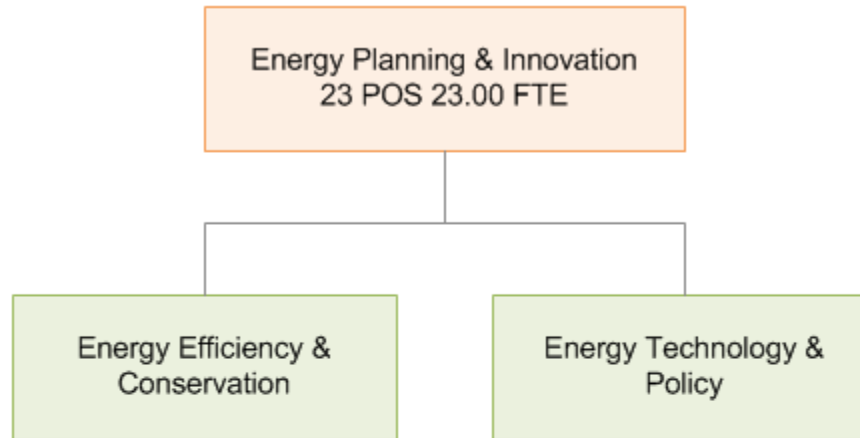 Energy Planning & Innovation
23 POS 23.00 FTE
Energy Efficiency &
Conservation
Energy Technology &
Policy